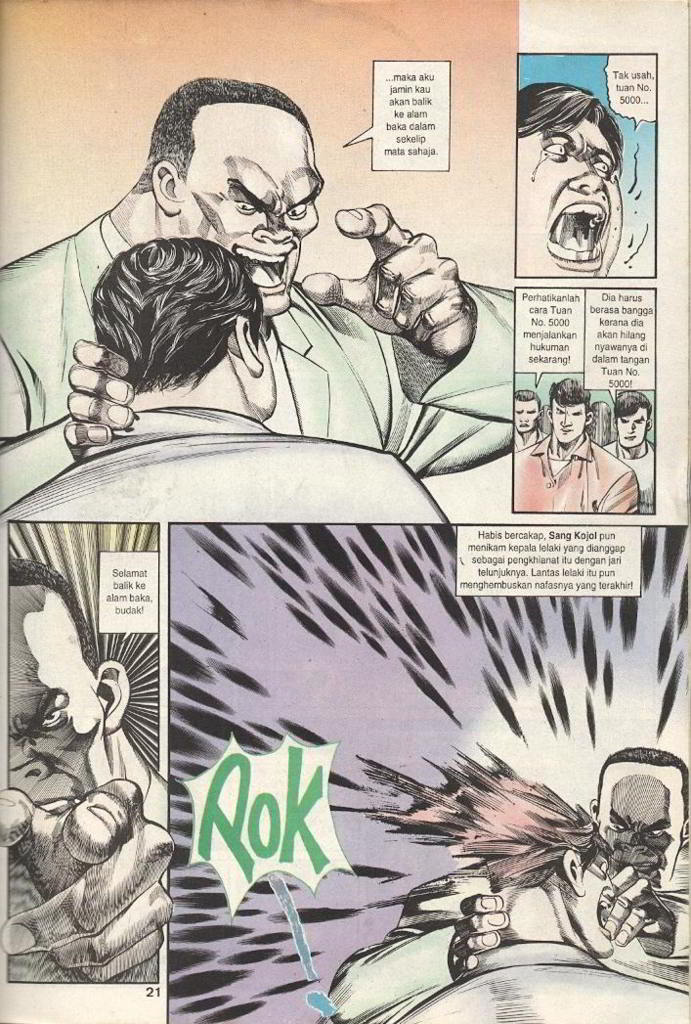 ...maka aku
jamin kau
akan balik
ke alam
baka dalam
sekelip
mata sahaja.
Tak usah,
tuan No.
5000...
Perhatikanlah
cara Tuan
No. 5000
menjalankan
hukuman
sekarang!
Dia harus
berasa bangga
kerana dia
akan hilang
nyawanya di
dalam tangan
Tuan No.
5000!
Selamat
balik ke
alam baka,
budak!
Habis bercakap, Sang Kojol pun
menikam kepala lelaki yang dianggap
sebagai pengkhianat itu dengan jari
telunjuknya. Lantas lelaki itu pun
menghembuskan nafasnya yang terakhir!
POK
21